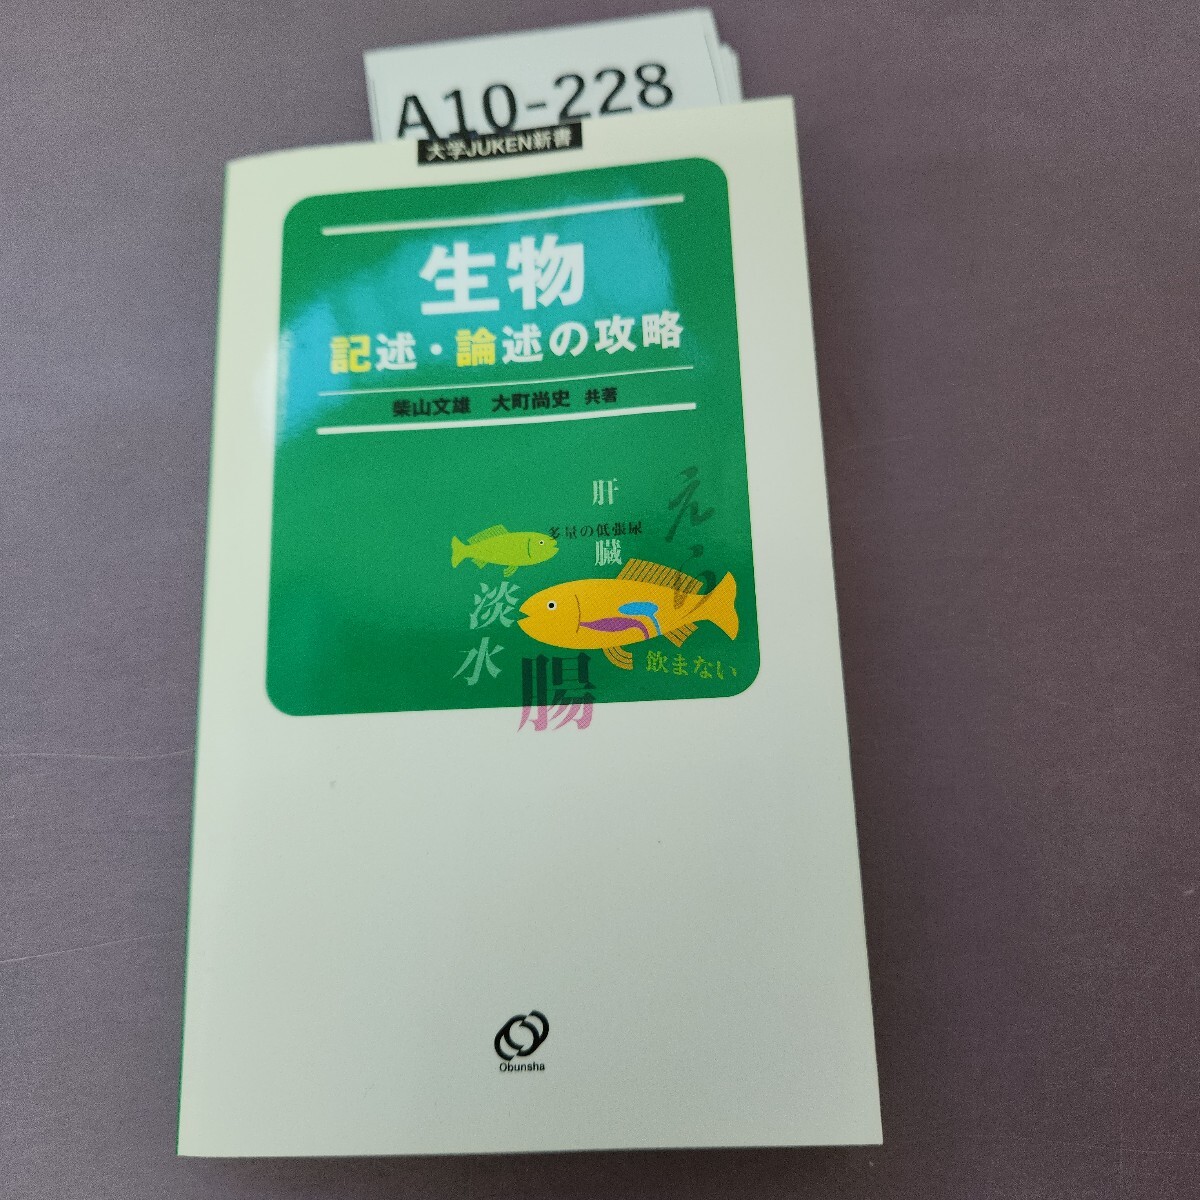 A10-228
大学JUKEN新書
生物
記述・論述の攻略
柴山文雄 大町尚史 共著
肝臓
多量の低張尿
えら
淡水
腸
飲まない
Obunsha